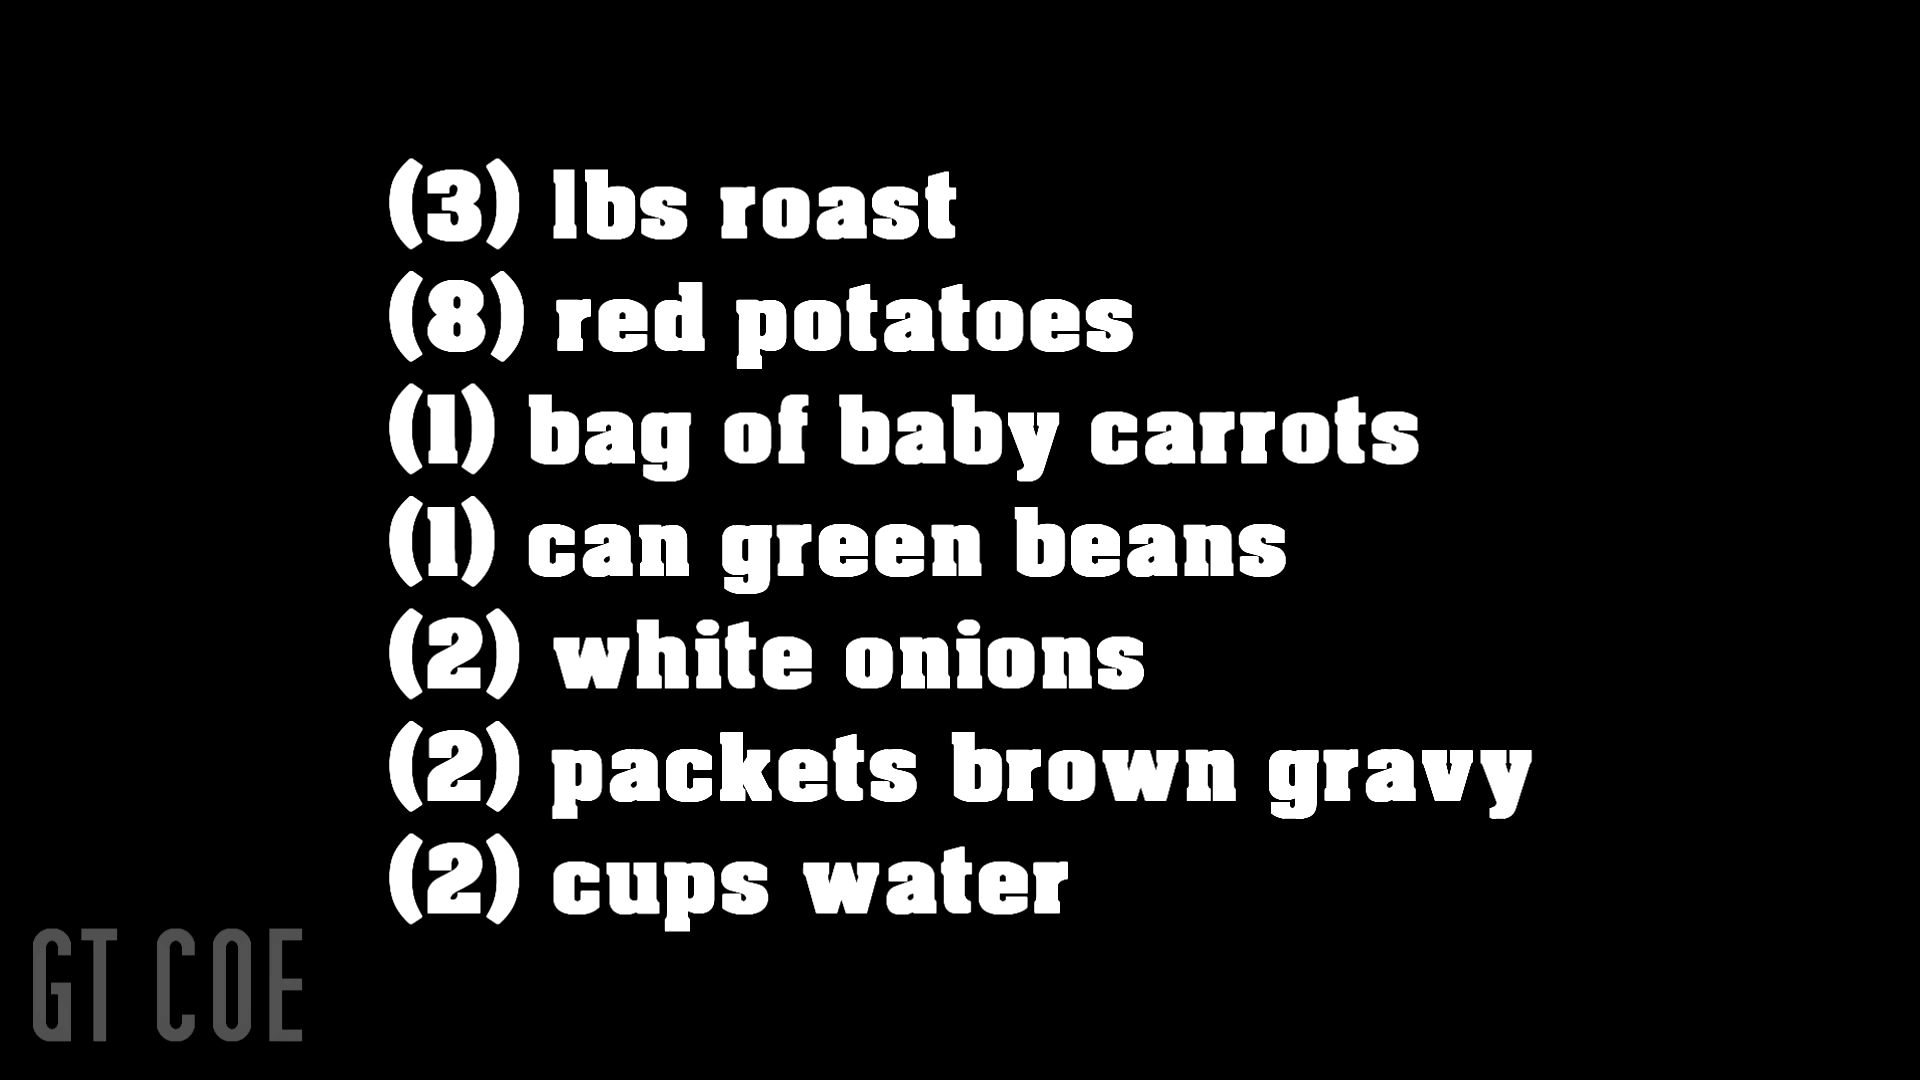 (3) lbs roast
(8) red potatoes
(1) bag of baby carrots
(1) can green beans
(2) white onions
(2) packets brown gravy
(2) cups water
GT COE